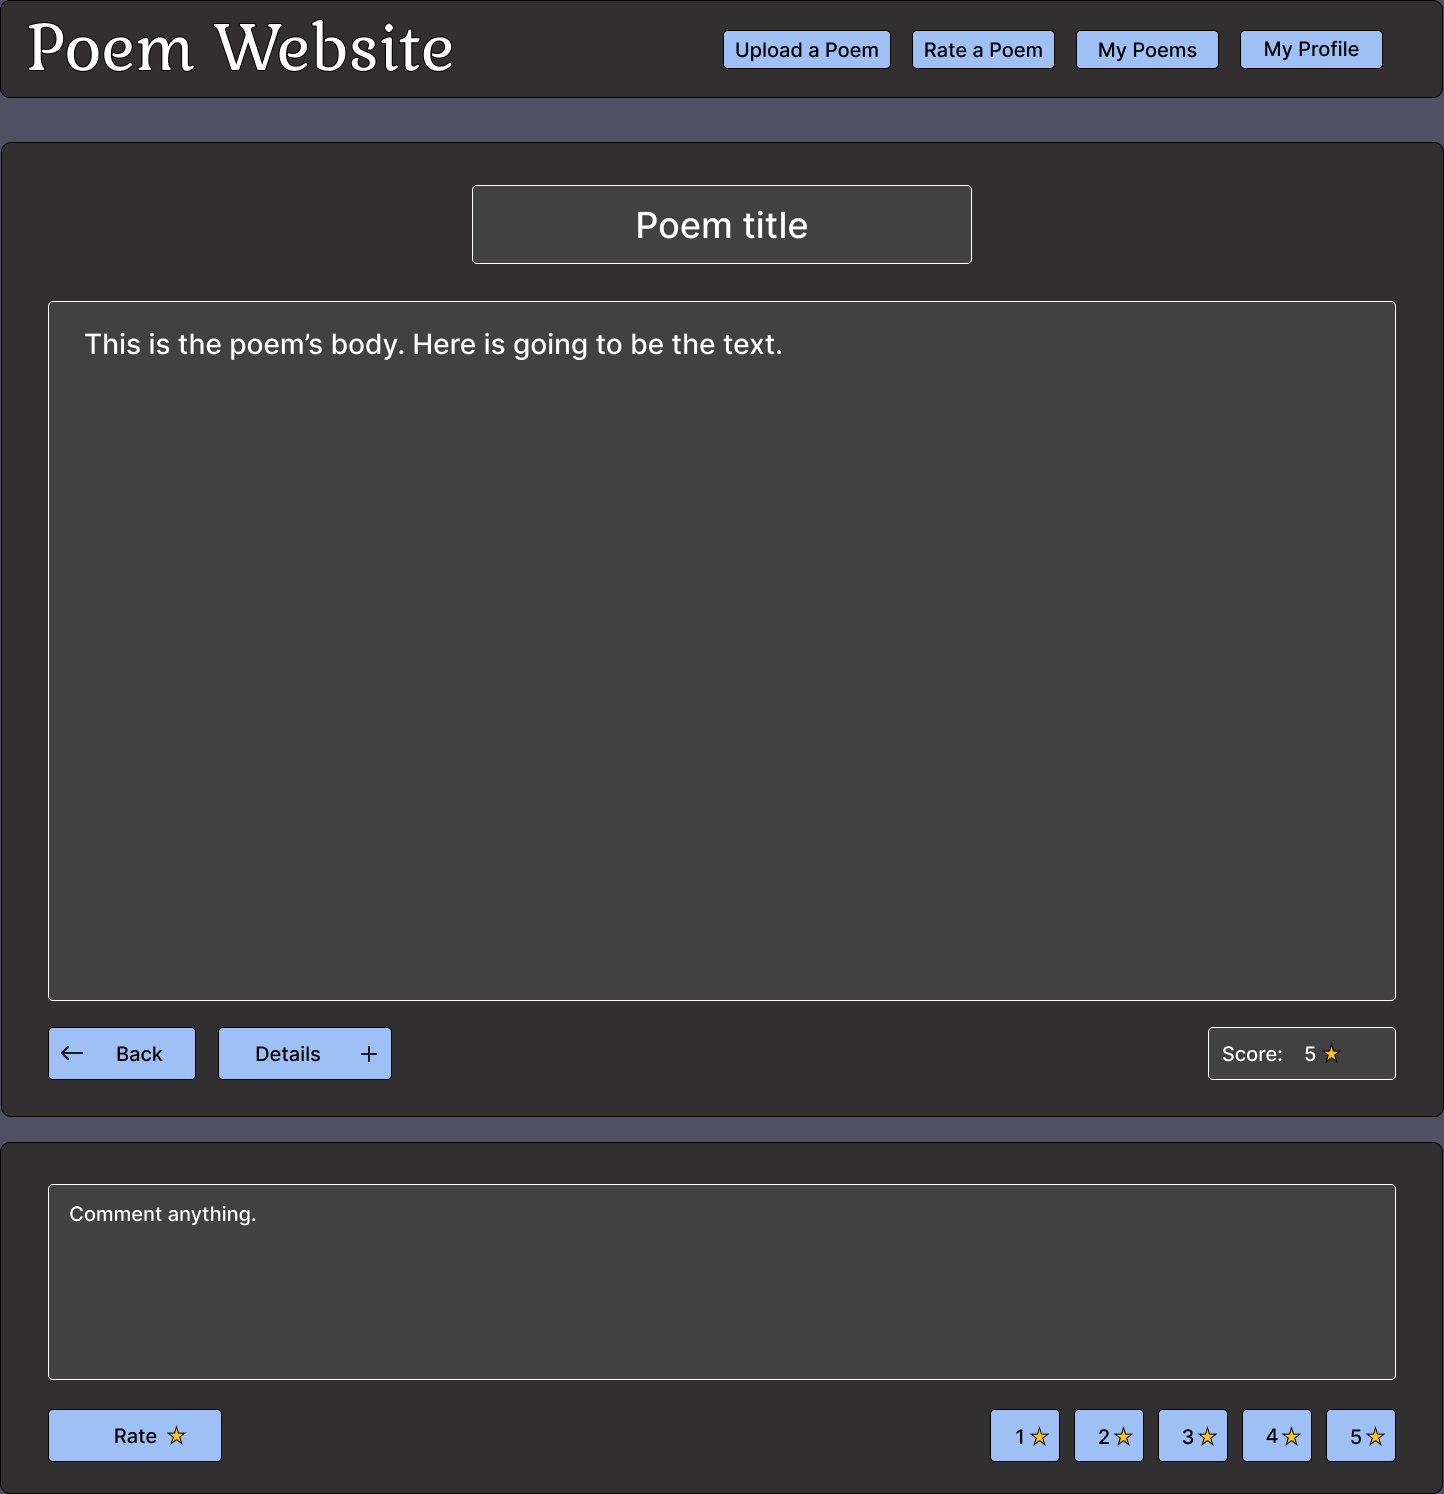 Poem Website
Upload a Poem
Rate a Poem
My Poems
My Profile
Poem title
This is the poem’s body. Here is going to be the text.
Back
Details +
Score: 5
Comment anything.
Rate
1
2
3
4
5